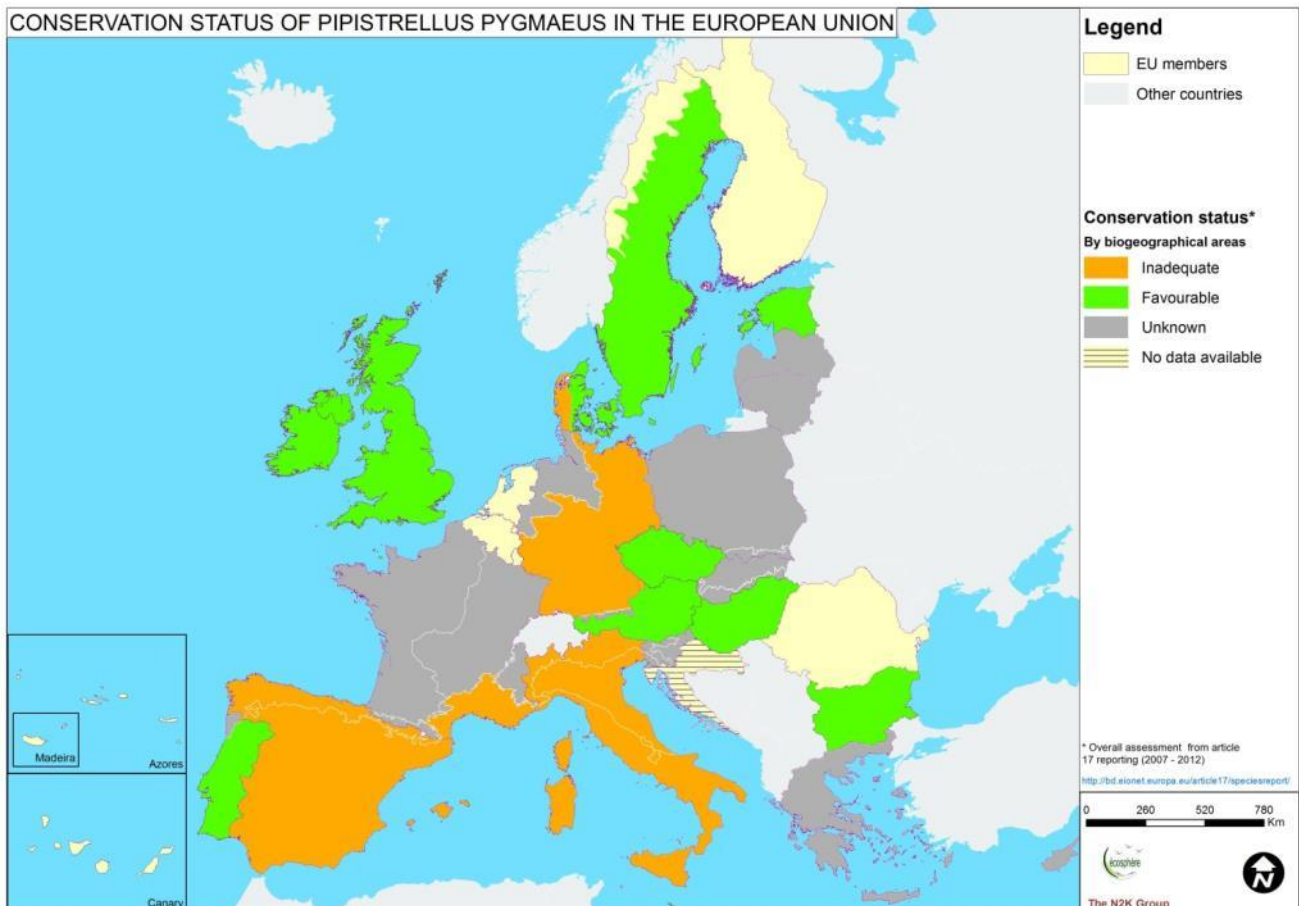 CONSERVATION STATUS OF PIPISTRELLUS PYGMAEUS IN THE EUROPEAN UNION
Legend
EU members
Other countries
Conservation status*
By biogeographical areas
Inadequate
Favourable
Unknown
No data available
Madeira
Azores
Canary
* Overall assessment from article
17 reporting (2007 - 2012)
http://bd.eionet.europa.eu/article17/speciesreport/
0 260 520 780
Km
écosphère
N
The N2K Group